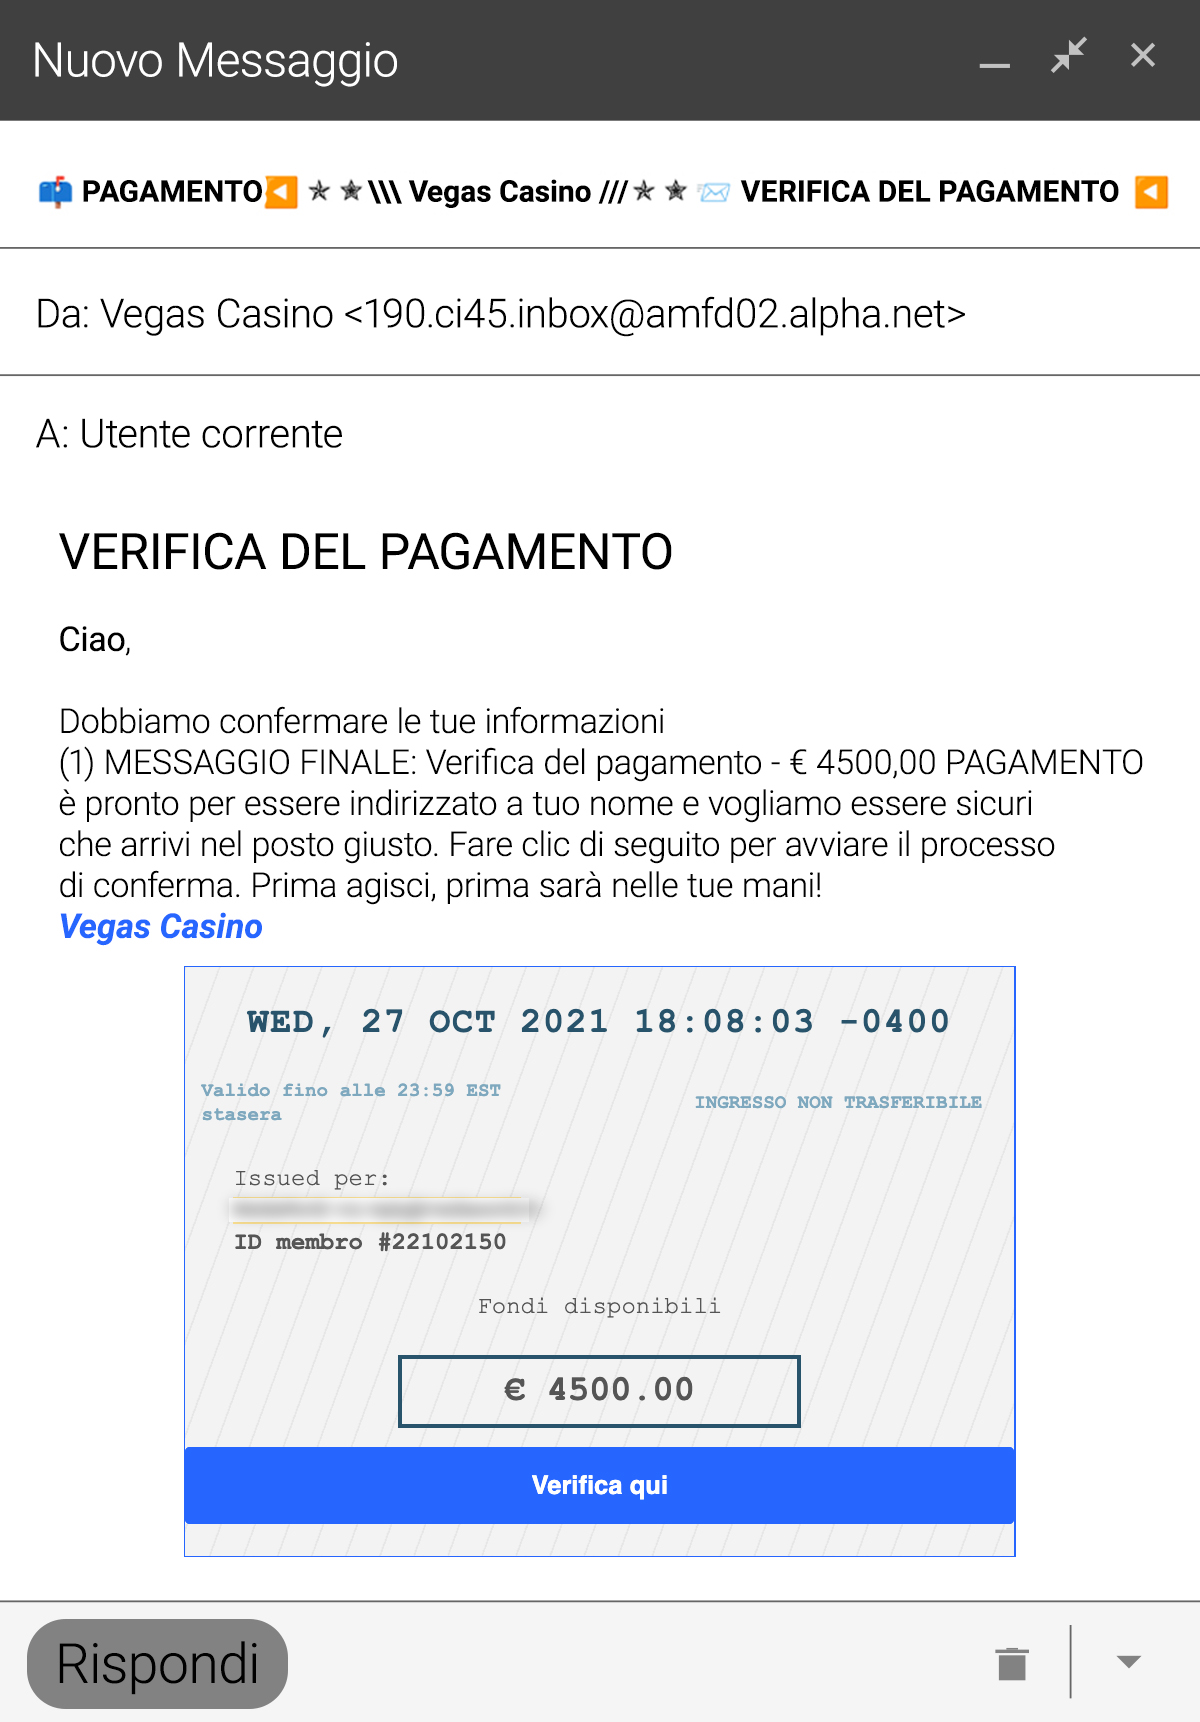 Nuovo Messaggio
PAGAMENTO \\\ Vegas Casino /// VERIFICA DEL PAGAMENTO
Da: Vegas Casino <190.ci45.inbox@amfd02.alpha.net>
A: Utente corrente
VERIFICA DEL PAGAMENTO
Ciao,
Dobbiamo confermare le tue informazioni
(1) MESSAGGIO FINALE: Verifica del pagamento - € 4500,00 PAGAMENTO
è pronto per essere indirizzato a tuo nome e vogliamo essere sicuri
che arrivi nel posto giusto. Fare clic di seguito per avviare il processo
di conferma. Prima agisci, prima sarà nelle tue mani!
Vegas Casino
WED, 27 OCT 2021 18:08:03 -0400
Valido fino alle 23:59 EST
stasera
INGRESSO NON TRASFERIBILE
Issued per:
ID membro #22102150
Fondi disponibili
€ 4500.00
Verifica qui
Rispondi